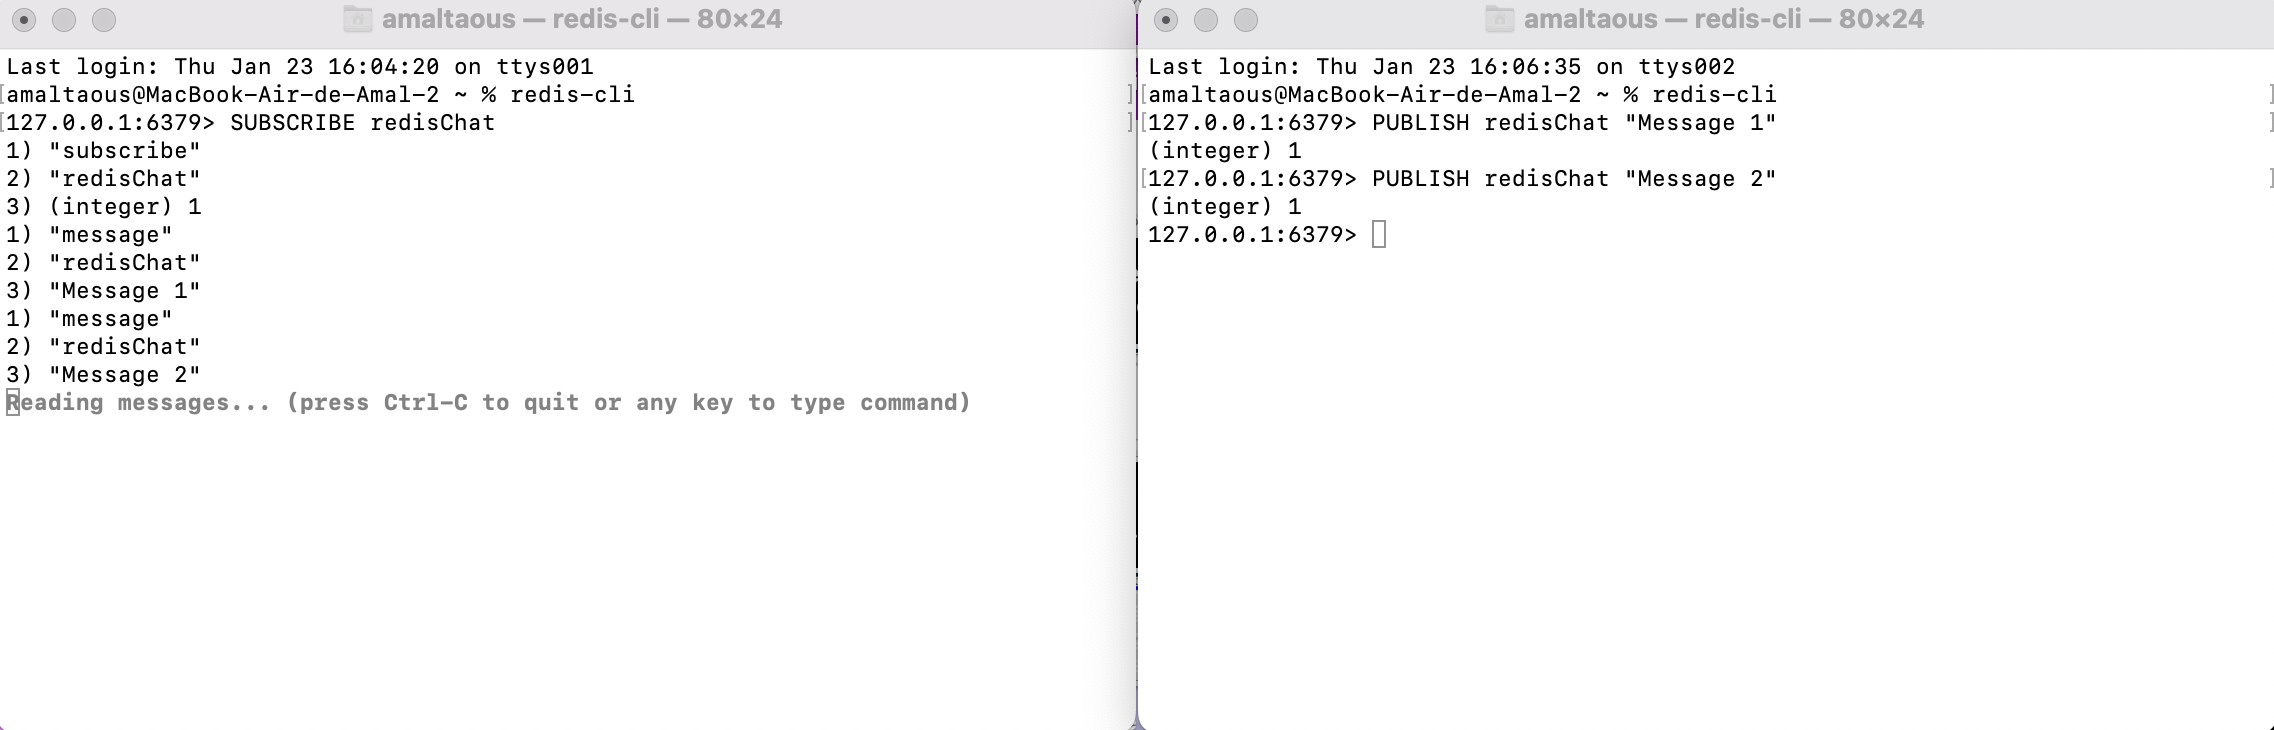 amaltaous — redis-cli — 80×24
Last login: Thu Jan 23 16:04:20 on ttys001
[amaltaous@MacBook-Air-de-Amal-2 ~ % redis-cli ]
[127.0.0.1:6379> SUBSCRIBE redisChat ]
1) "subscribe"
2) "redisChat"
3) (integer) 1
1) "message"
2) "redisChat"
3) "Message 1"
1) "message"
2) "redisChat"
3) "Message 2"
Reading messages... (press Ctrl-C to quit or any key to type command)
amaltaous — redis-cli — 80×24
Last login: Thu Jan 23 16:06:35 on ttys002
[amaltaous@MacBook-Air-de-Amal-2 ~ % redis-cli ]
[127.0.0.1:6379> PUBLISH redisChat "Message 1" ]
(integer) 1
[127.0.0.1:6379> PUBLISH redisChat "Message 2" ]
(integer) 1
127.0.0.1:6379>